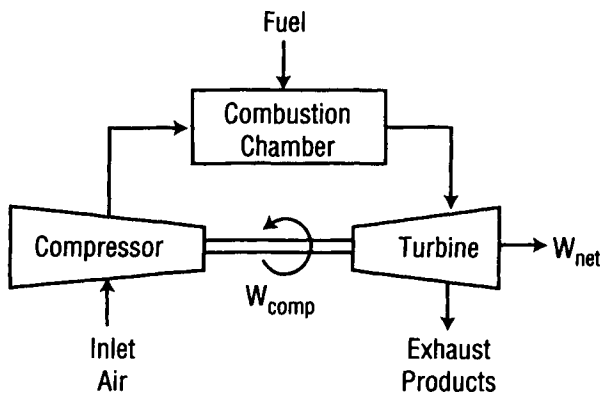 Fuel
Combustion
Chamber
Compressor
Turbine
W_net
W_comp
Inlet
Air
Exhaust
Products